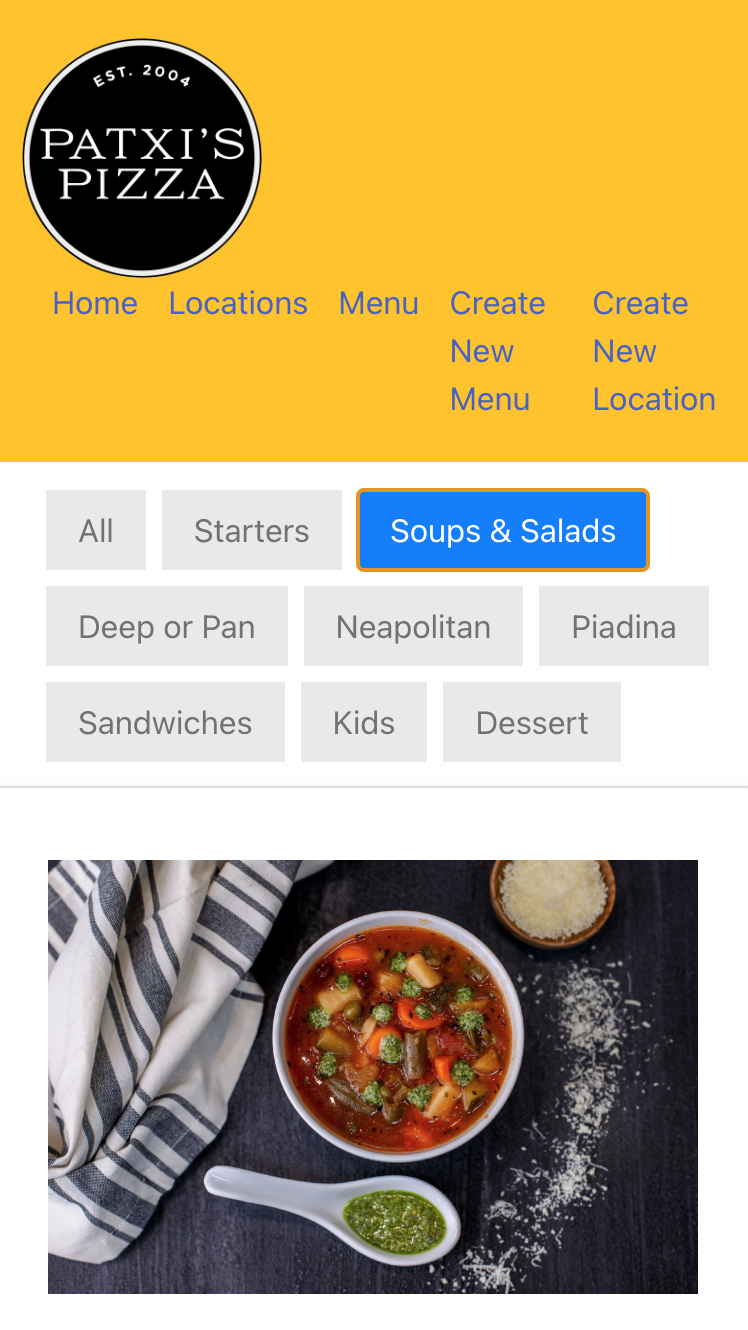 EST. 2004
PATXI'S
PIZZA
Home Locations Menu Create New Menu Create New Location
All Starters Soups & Salads
Deep or Pan Neapolitan Piadina
Sandwiches Kids Dessert